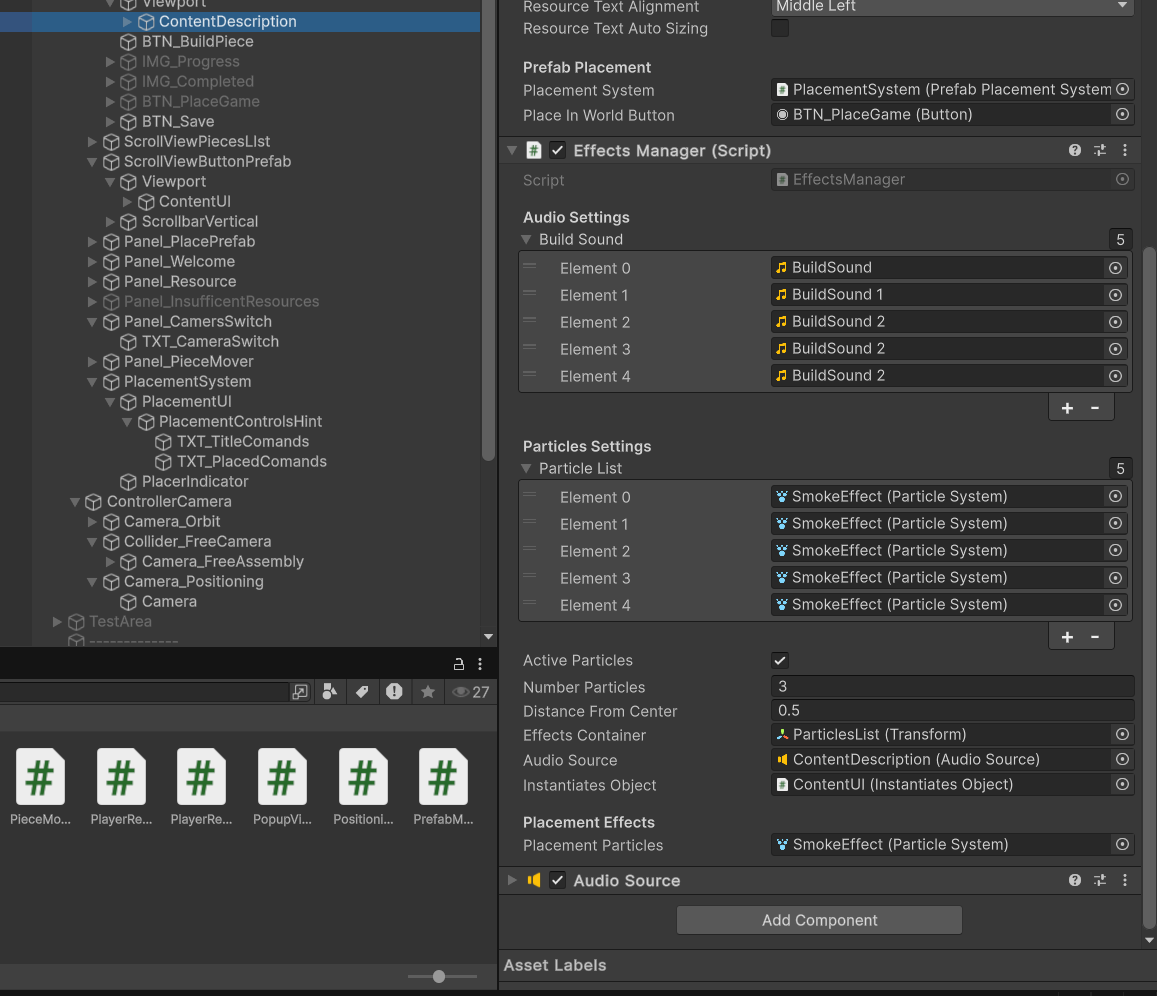 Viewport
ContentDescription
BTN_BuildPiece
IMG_Progress
IMG_Completed
BTN_PlaceGame
BTN_Save
ScrollViewPiecesLIst
ScrollViewButtonPrefab
Viewport
ContentUI
ScrollbarVertical
Panel_PlacePrefab
Panel_Welcome
Panel_Resource
Panel_InsufficentResources
Panel_CamersSwitch
TXT_CameraSwitch
Panel_PieceMover
PlacementSystem
PlacementUI
PlacementControlsHint
TXT_TitleComands
TXT_PlacedComands
PlacerIndicator
ControllerCamera
Camera_Orbit
Collider_FreeCamera
Camera_FreeAssembly
Camera_Positioning
Camera
TestArea
-------------
27
PieceMo...
PlayerRe...
PlayerRe...
PopupVi...
Positioni...
PrefabM...
Resource Text Alignment Middle Left
Resource Text Auto Sizing
Prefab Placement
Placement System PlacementSystem (Prefab Placement System
Place In World Button BTN_PlaceGame (Button)
Effects Manager (Script)
Script EffectsManager
Audio Settings
Build Sound 5
Element 0 BuildSound
Element 1 BuildSound 1
Element 2 BuildSound 2
Element 3 BuildSound 2
Element 4 BuildSound 2
+ -
Particles Settings
Particle List 5
Element 0 SmokeEffect (Particle System)
Element 1 SmokeEffect (Particle System)
Element 2 SmokeEffect (Particle System)
Element 3 SmokeEffect (Particle System)
Element 4 SmokeEffect (Particle System)
+ -
Active Particles
Number Particles 3
Distance From Center 0.5
Effects Container ParticlesList (Transform)
Audio Source ContentDescription (Audio Source)
Instantiates Object ContentUI (Instantiates Object)
Placement Effects
Placement Particles SmokeEffect (Particle System)
Audio Source
Add Component
Asset Labels